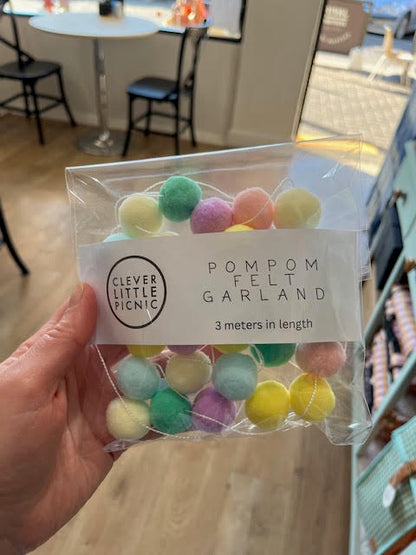 CLEVER
LITTLE
PICNIC
POMPOM
FELT
GARLAND
3 meters in length